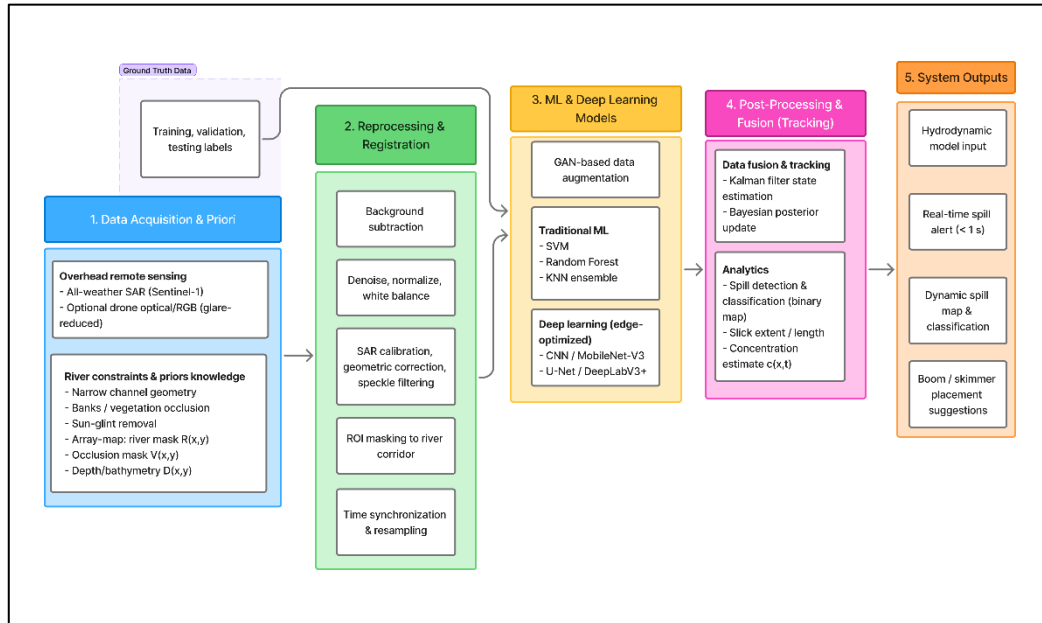 Ground Truth Data
Training, validation,
testing labels
1. Data Acquisition & Priori
Overhead remote sensing
- All-weather SAR (Sentinel-1)
- Optional drone optical/RGB (glare-
reduced)
River constraints & priors knowledge
- Narrow channel geometry
- Banks / vegetation occlusion
- Sun-glint removal
- Array-map: river mask R(x,y)
- Occlusion mask V(x,y)
- Depth/bathymetry D(x,y)
2. Reprocessing &
Registration
Background
subtraction
Denoise, normalize,
white balance
SAR calibration,
geometric correction,
speckle filtering
ROI masking to river
corridor
Time synchronization
& resampling
3. ML & Deep Learning
Models
GAN-based data
augmentation
Traditional ML
- SVM
- Random Forest
- KNN ensemble
Deep learning (edge-
optimized)
- CNN / MobileNet-V3
- U-Net / DeepLabV3+
4. Post-Processing &
Fusion (Tracking)
Data fusion & tracking
- Kalman filter state
estimation
- Bayesian posterior
update
Analytics
- Spill detection &
classification (binary
map)
- Slick extent / length
- Concentration
estimate c(x,t)
5. System Outputs
Hydrodynamic
model input
Real-time spill
alert (< 1 s)
Dynamic spill
map &
classification
Boom / skimmer
placement
suggestions